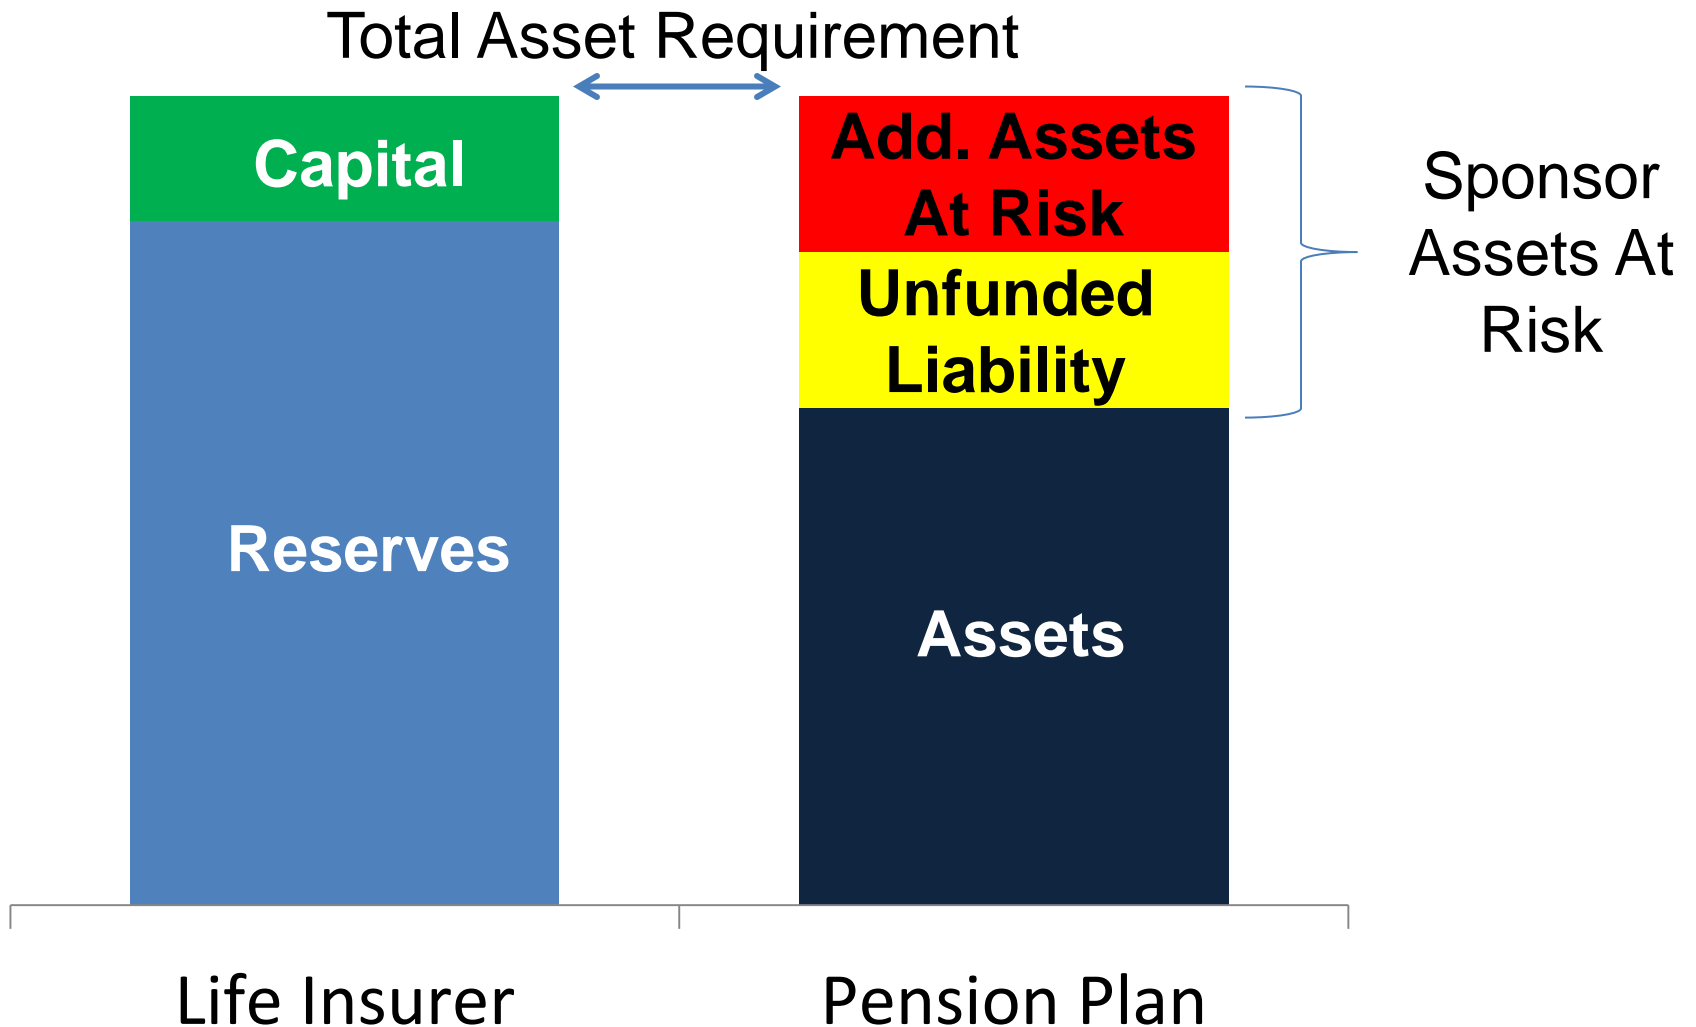 Total Asset Requirement
Capital
Reserves
Add. Assets
At Risk
Unfunded
Liability
Assets
Sponsor
Assets At
Risk
Life Insurer
Pension Plan